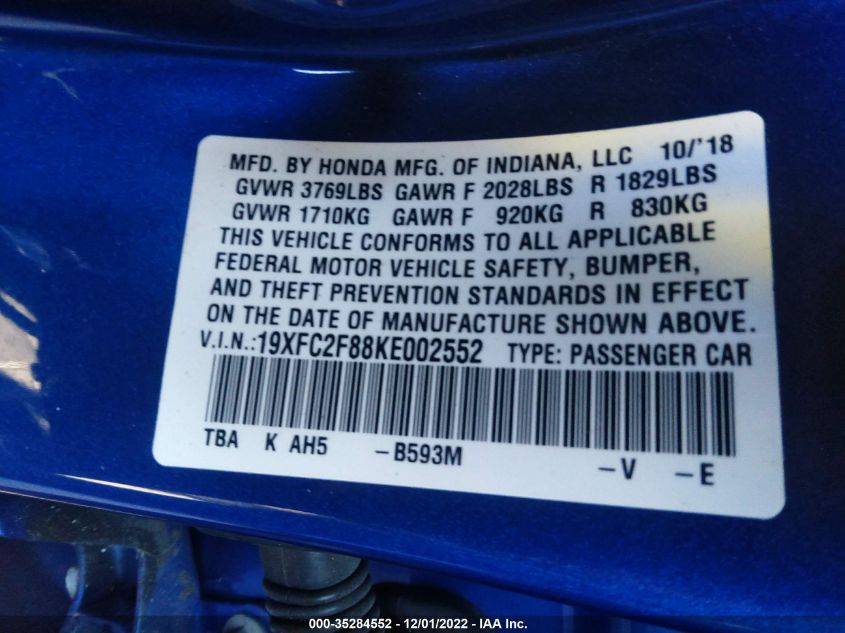 MFD. BY HONDA MFG. OF INDIANA, LLC 10/'18
GVWR 3769LBS GAWR F 2028LBS R 1829LBS
GVWR 1710KG GAWR F 920KG R 830KG
THIS VEHICLE CONFORMS TO ALL APPLICABLE
FEDERAL MOTOR VEHICLE SAFETY, BUMPER,
AND THEFT PREVENTION STANDARDS IN EFFECT
ON THE DATE OF MANUFACTURE SHOWN ABOVE.
V.I.N.:19XFC2F88KE002552 TYPE: PASSENGER CAR
TBA K AH5 -B593M -V -E
000-35284552 - 12/01/2022 - IAA Inc.